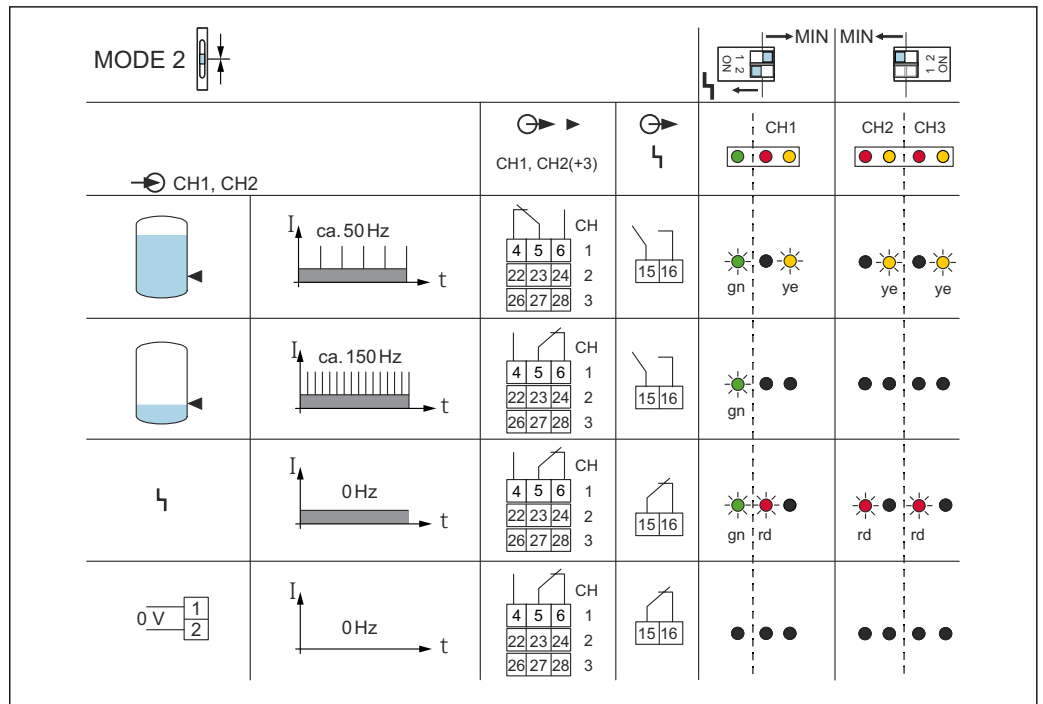 MODE 2
MIN MIN
1 2 ON
1 2 ON
CH1, CH2
CH1, CH2(+3)
CH1
CH2 CH3
I ca. 50 Hz t
CH
4 5 6 1
22 23 24 2
26 27 28 3
15 16
gn ye ye ye
I ca. 150 Hz t
CH
4 5 6 1
22 23 24 2
26 27 28 3
15 16
gn
I 0 Hz t
CH
4 5 6 1
22 23 24 2
26 27 28 3
15 16
gn rd rd rd
0 V 1
2
I 0 Hz t
CH
4 5 6 1
22 23 24 2
26 27 28 3
15 16